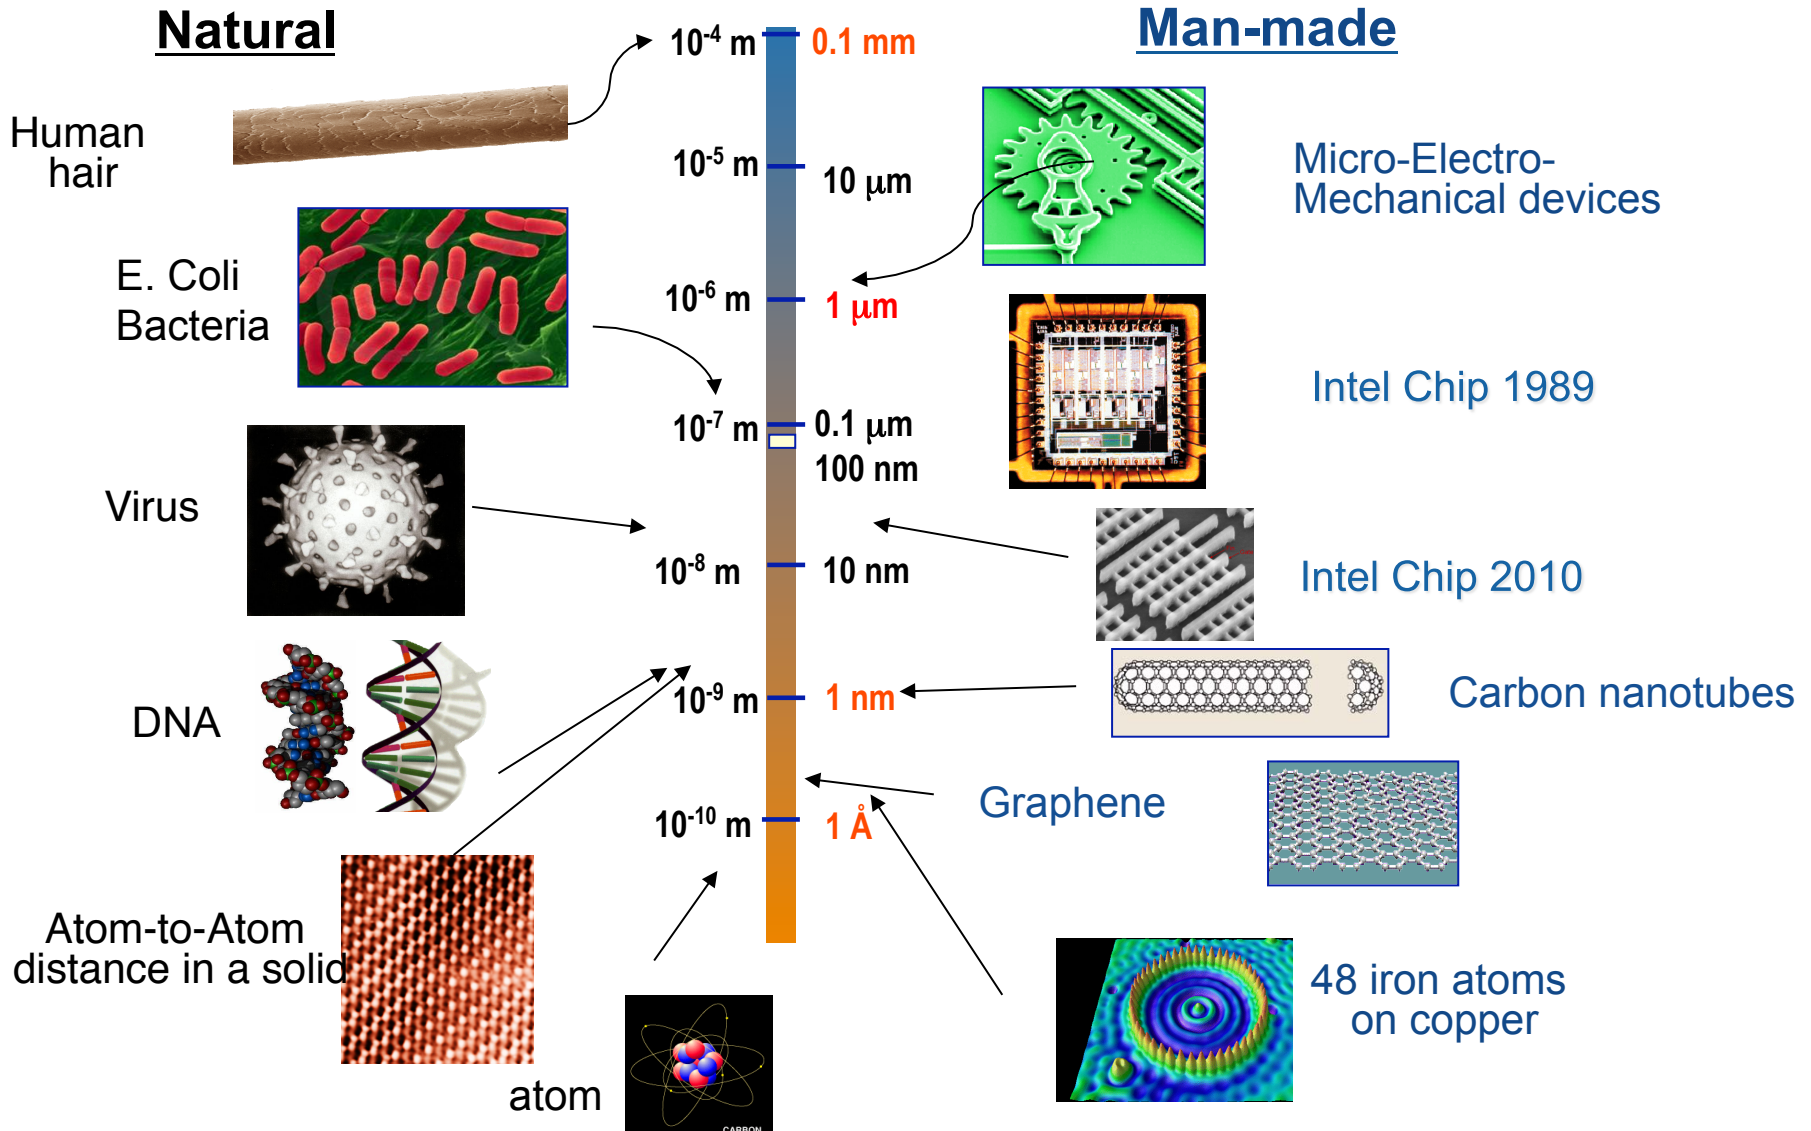 Natural
Man-made
10⁻⁴ m
0.1 mm
Human
hair
10⁻⁵ m
10 μm
Micro-Electro-
Mechanical devices
E. Coli
Bacteria
10⁻⁶ m
1 μm
Intel Chip 1989
10⁻⁷ m
0.1 μm
100 nm
Virus
10⁻⁸ m
10 nm
Intel Chip 2010
DNA
10⁻⁹ m
1 nm
Carbon nanotubes
Graphene
10⁻¹⁰ m
1 Å
Atom-to-Atom
distance in a solid
48 iron atoms
on copper
atom
CARBON